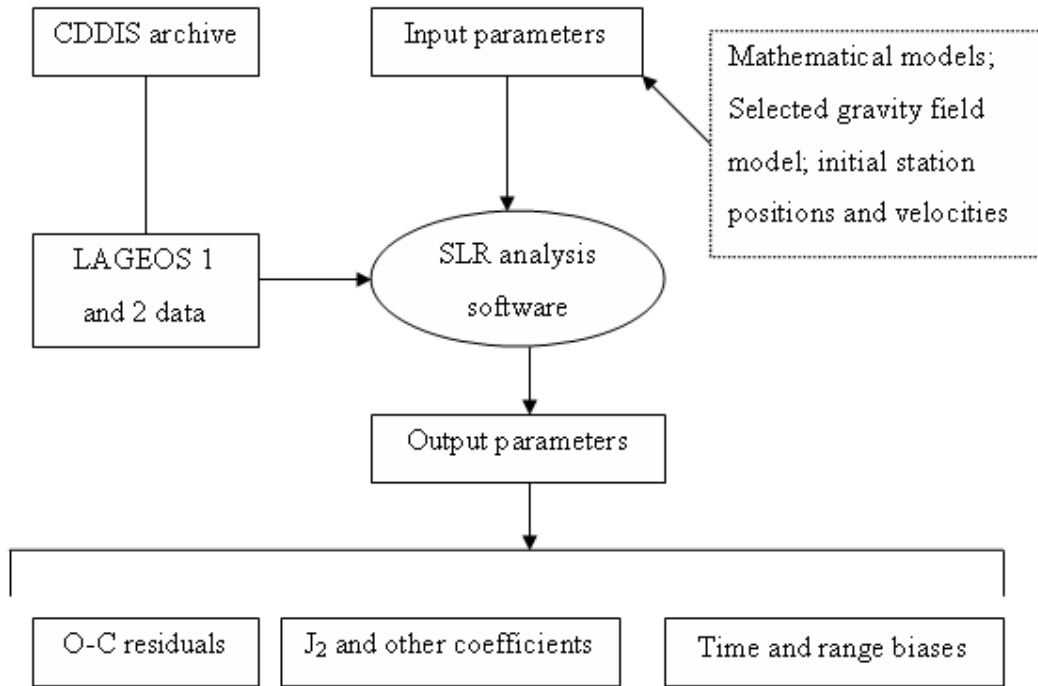 CDDIS archive
Input parameters
Mathematical models;
Selected gravity field
model; initial station
positions and velocities
LAGEOS 1
and 2 data
SLR analysis
software
Output parameters
O-C residuals
J₂ and other coefficients
Time and range biases